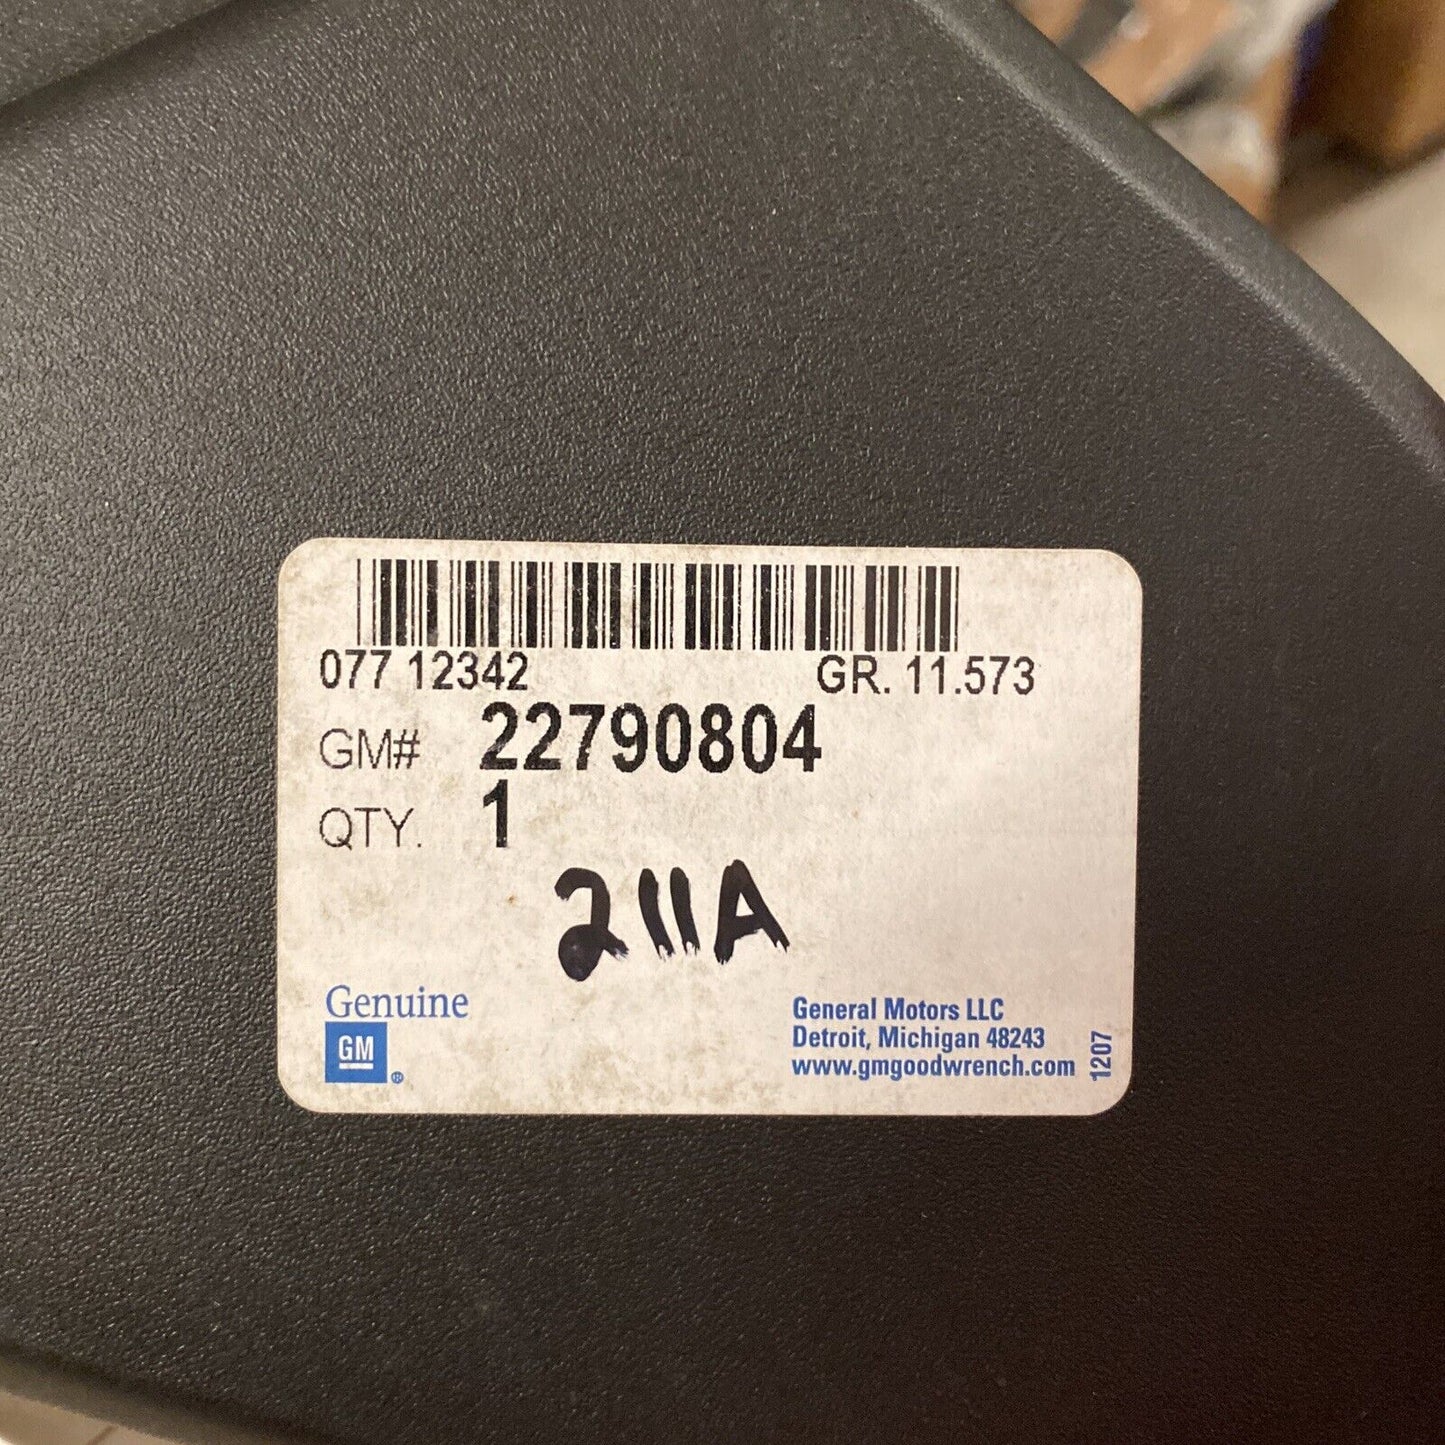 077 12342 GR. 11.573
GM# 22790804
QTY. 1
211A
Genuine
GM ®
General Motors LLC
Detroit, Michigan 48243
www.gmgoodwrench.com
1207